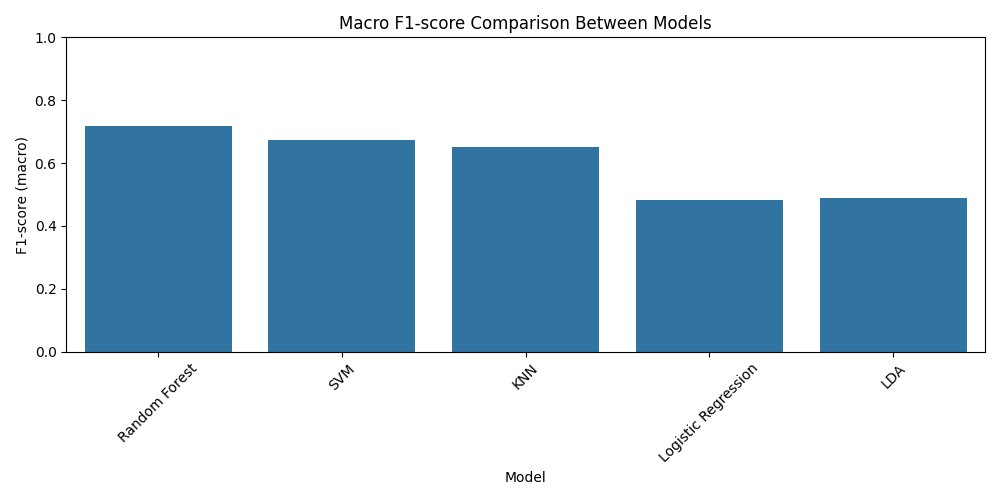 Macro F1-score Comparison Between Models
F1-score (macro)
1.0
0.8
0.6
0.4
0.2
0.0
Random Forest
SVM
KNN
Logistic Regression
LDA
Model